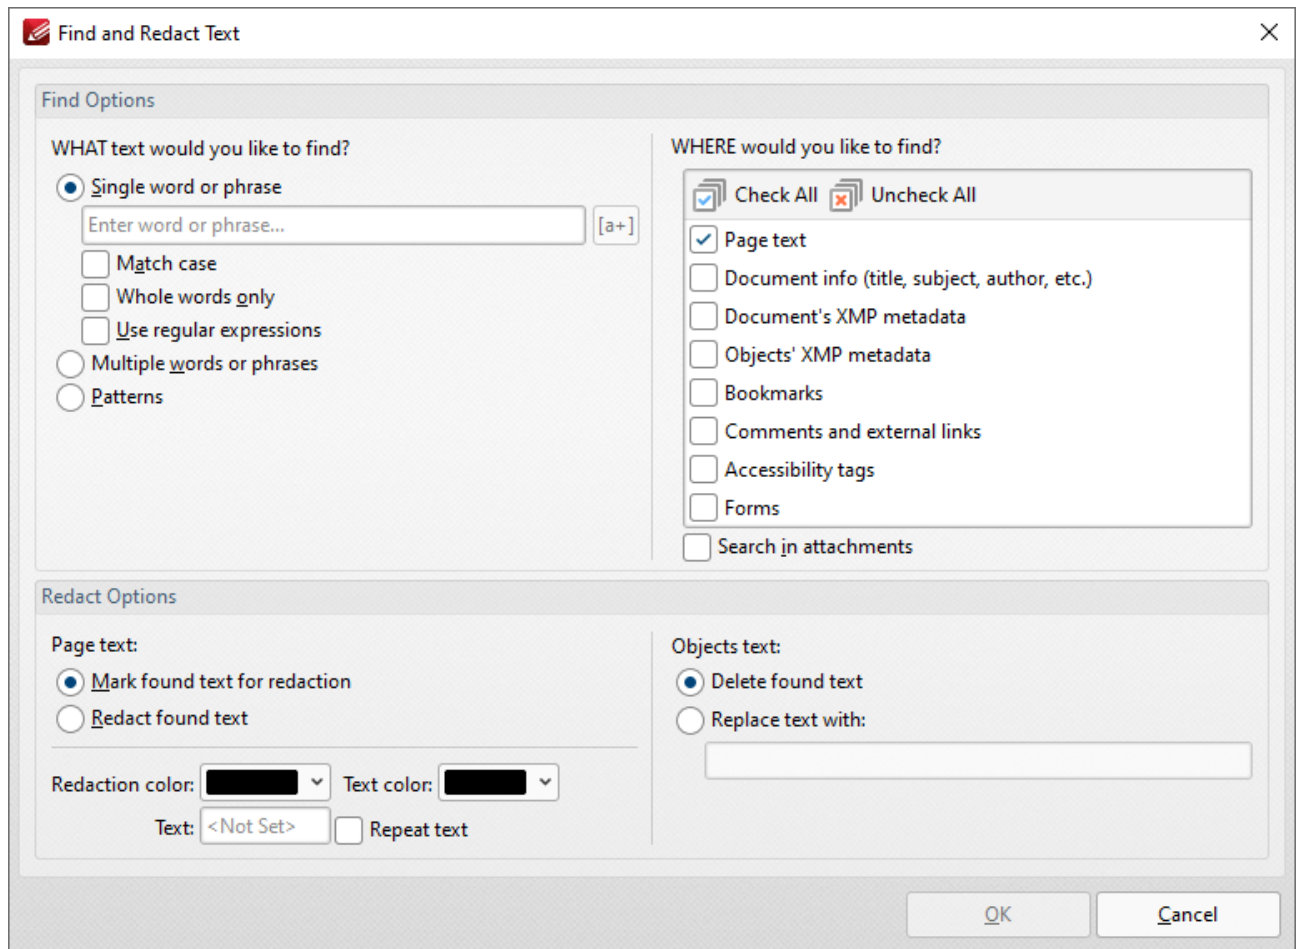 Find and Redact Text
Find Options
WHAT text would you like to find?
Single word or phrase
Enter word or phrase...
[a+]
Match case
Whole words only
Use regular expressions
Multiple words or phrases
Patterns
WHERE would you like to find?
Check All Uncheck All
Page text
Document info (title, subject, author, etc.)
Document's XMP metadata
Objects' XMP metadata
Bookmarks
Comments and external links
Accessibility tags
Forms
Search in attachments
Redact Options
Page text:
Mark found text for redaction
Redact found text
Redaction color: Text color:
Text: <Not Set> Repeat text
Objects text:
Delete found text
Replace text with:
OK Cancel